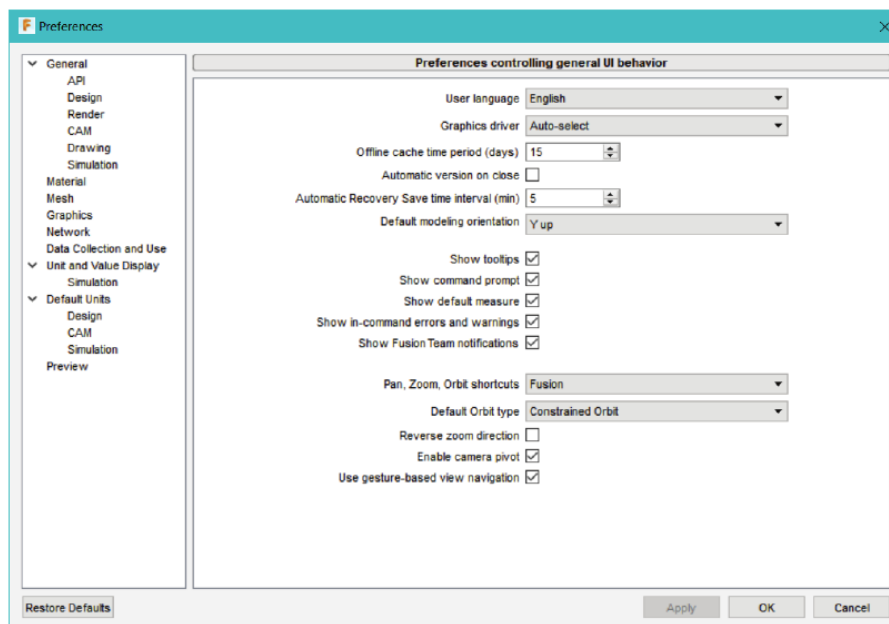 F Preferences
General
API
Design
Render
CAM
Drawing
Simulation
Material
Mesh
Graphics
Network
Data Collection and Use
Unit and Value Display
Simulation
Default Units
Design
CAM
Simulation
Preview
Preferences controlling general UI behavior
User language English
Graphics driver Auto-select
Offline cache time period (days) 15
Automatic version on close
Automatic Recovery Save time interval (min) 5
Default modeling orientation Y up
Show tooltips
Show command prompt
Show default measure
Show in-command errors and warnings
Show Fusion Team notifications
Pan, Zoom, Orbit shortcuts Fusion
Default Orbit type Constrained Orbit
Reverse zoom direction
Enable camera pivot
Use gesture-based view navigation
Restore Defaults Apply OK Cancel